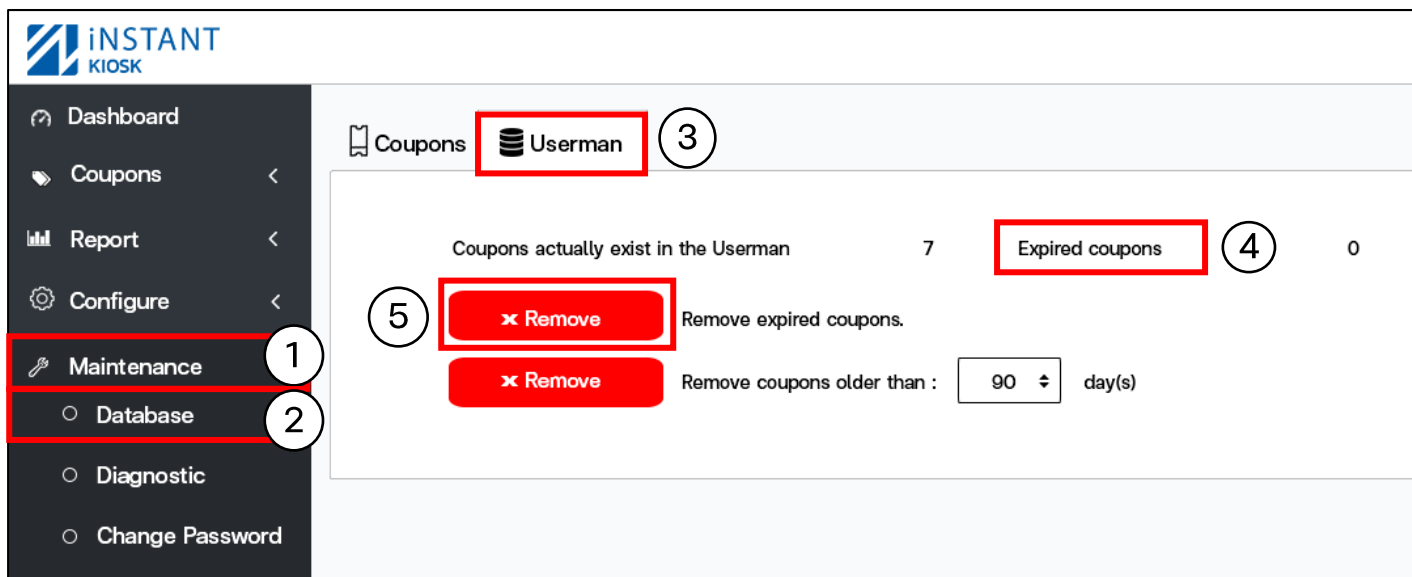 iNSTANT
KIOSK
Dashboard
Coupons
Report
Configure
Maintenance
1
Database
2
Diagnostic
Change Password
Coupons
Userman
3
Coupons actually exist in the Userman 7 Expired coupons 4 0
5 Remove Remove expired coupons.
Remove Remove coupons older than : 90 day(s)